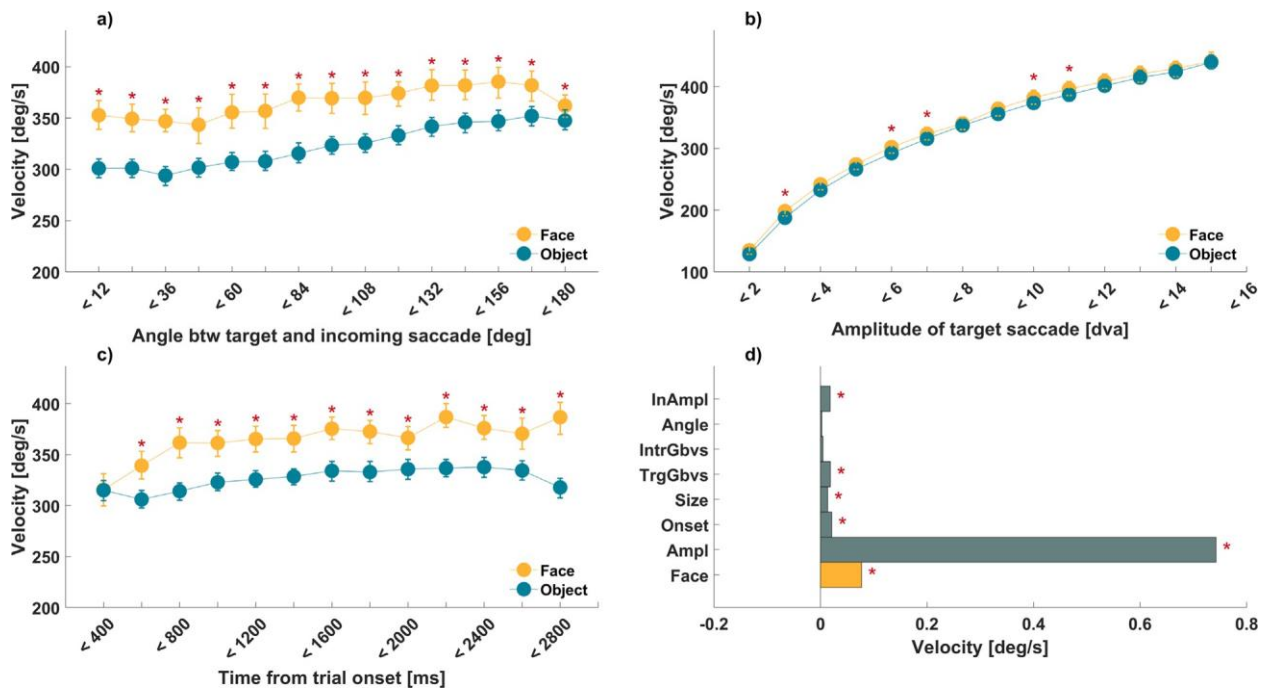 a)
Velocity [deg/s]
400
350
300
250
200
* * * * * * * * * * * * * * *
Face
Object
< 12 < 36 < 60 < 84 < 108 < 132 < 156 < 180
Angle btw target and incoming saccade [deg]
b)
Velocity [deg/s]
400
300
200
100
* * * * *
Face
Object
< 2 < 4 < 6 < 8 < 10 < 12 < 14 < 16
Amplitude of target saccade [dva]
c)
Velocity [deg/s]
400
350
300
250
200
* * * * * * * * * * * *
Face
Object
< 400 < 800 < 1200 < 1600 < 2000 < 2400 < 2800
Time from trial onset [ms]
d)
InAmpl *
Angle
IntrGbvs
TrgGbvs *
Size *
Onset *
Ampl *
Face *
-0.2 0 0.2 0.4 0.6 0.8
Velocity [deg/s]